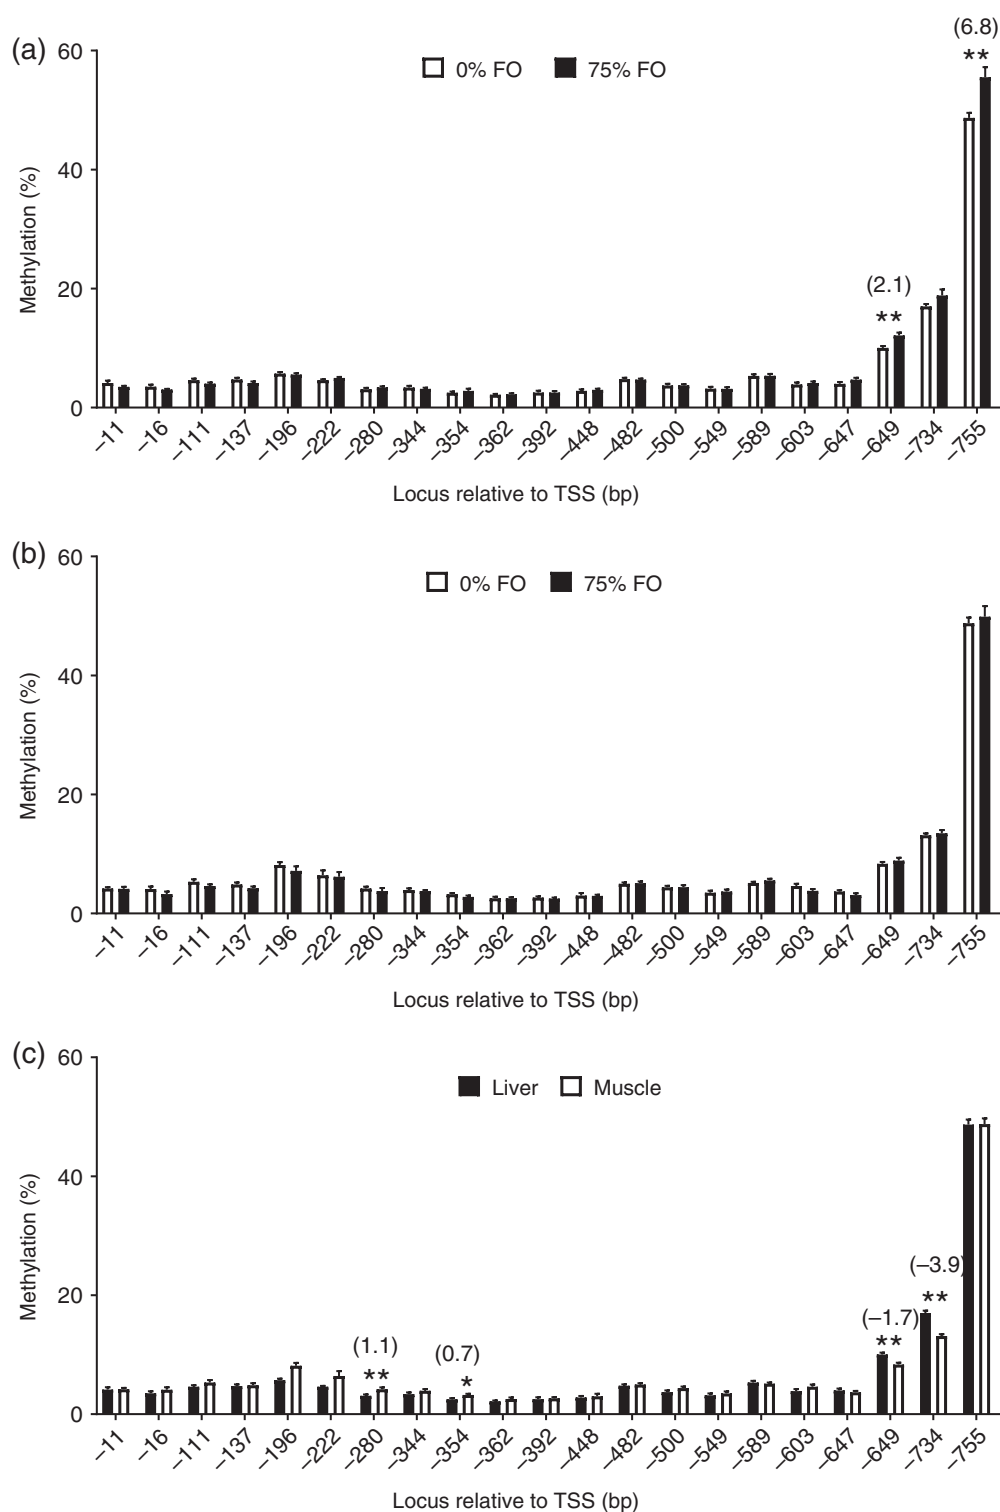 (a)
(6.8)
**
60
0% FO 75% FO
40
Methylation (%)
20
(2.1)
**
0
–11 –16 –111 –137 –196 –222 –280 –344 –354 –362 –392 –448 –482 –500 –549 –589 –603 –647 –649 –734 –755
Locus relative to TSS (bp)
(b)
60
0% FO 75% FO
40
Methylation (%)
20
0
–11 –16 –111 –137 –196 –222 –280 –344 –354 –362 –392 –448 –482 –500 –549 –589 –603 –647 –649 –734 –755
Locus relative to TSS (bp)
(c)
60
Liver Muscle
40
Methylation (%)
20
(1.1)
**
(0.7)
*
(–1.7)
**
(–3.9)
**
0
–11 –16 –111 –137 –196 –222 –280 –344 –354 –362 –392 –448 –482 –500 –549 –589 –603 –647 –649 –734 –755
Locus relative to TSS (bp)